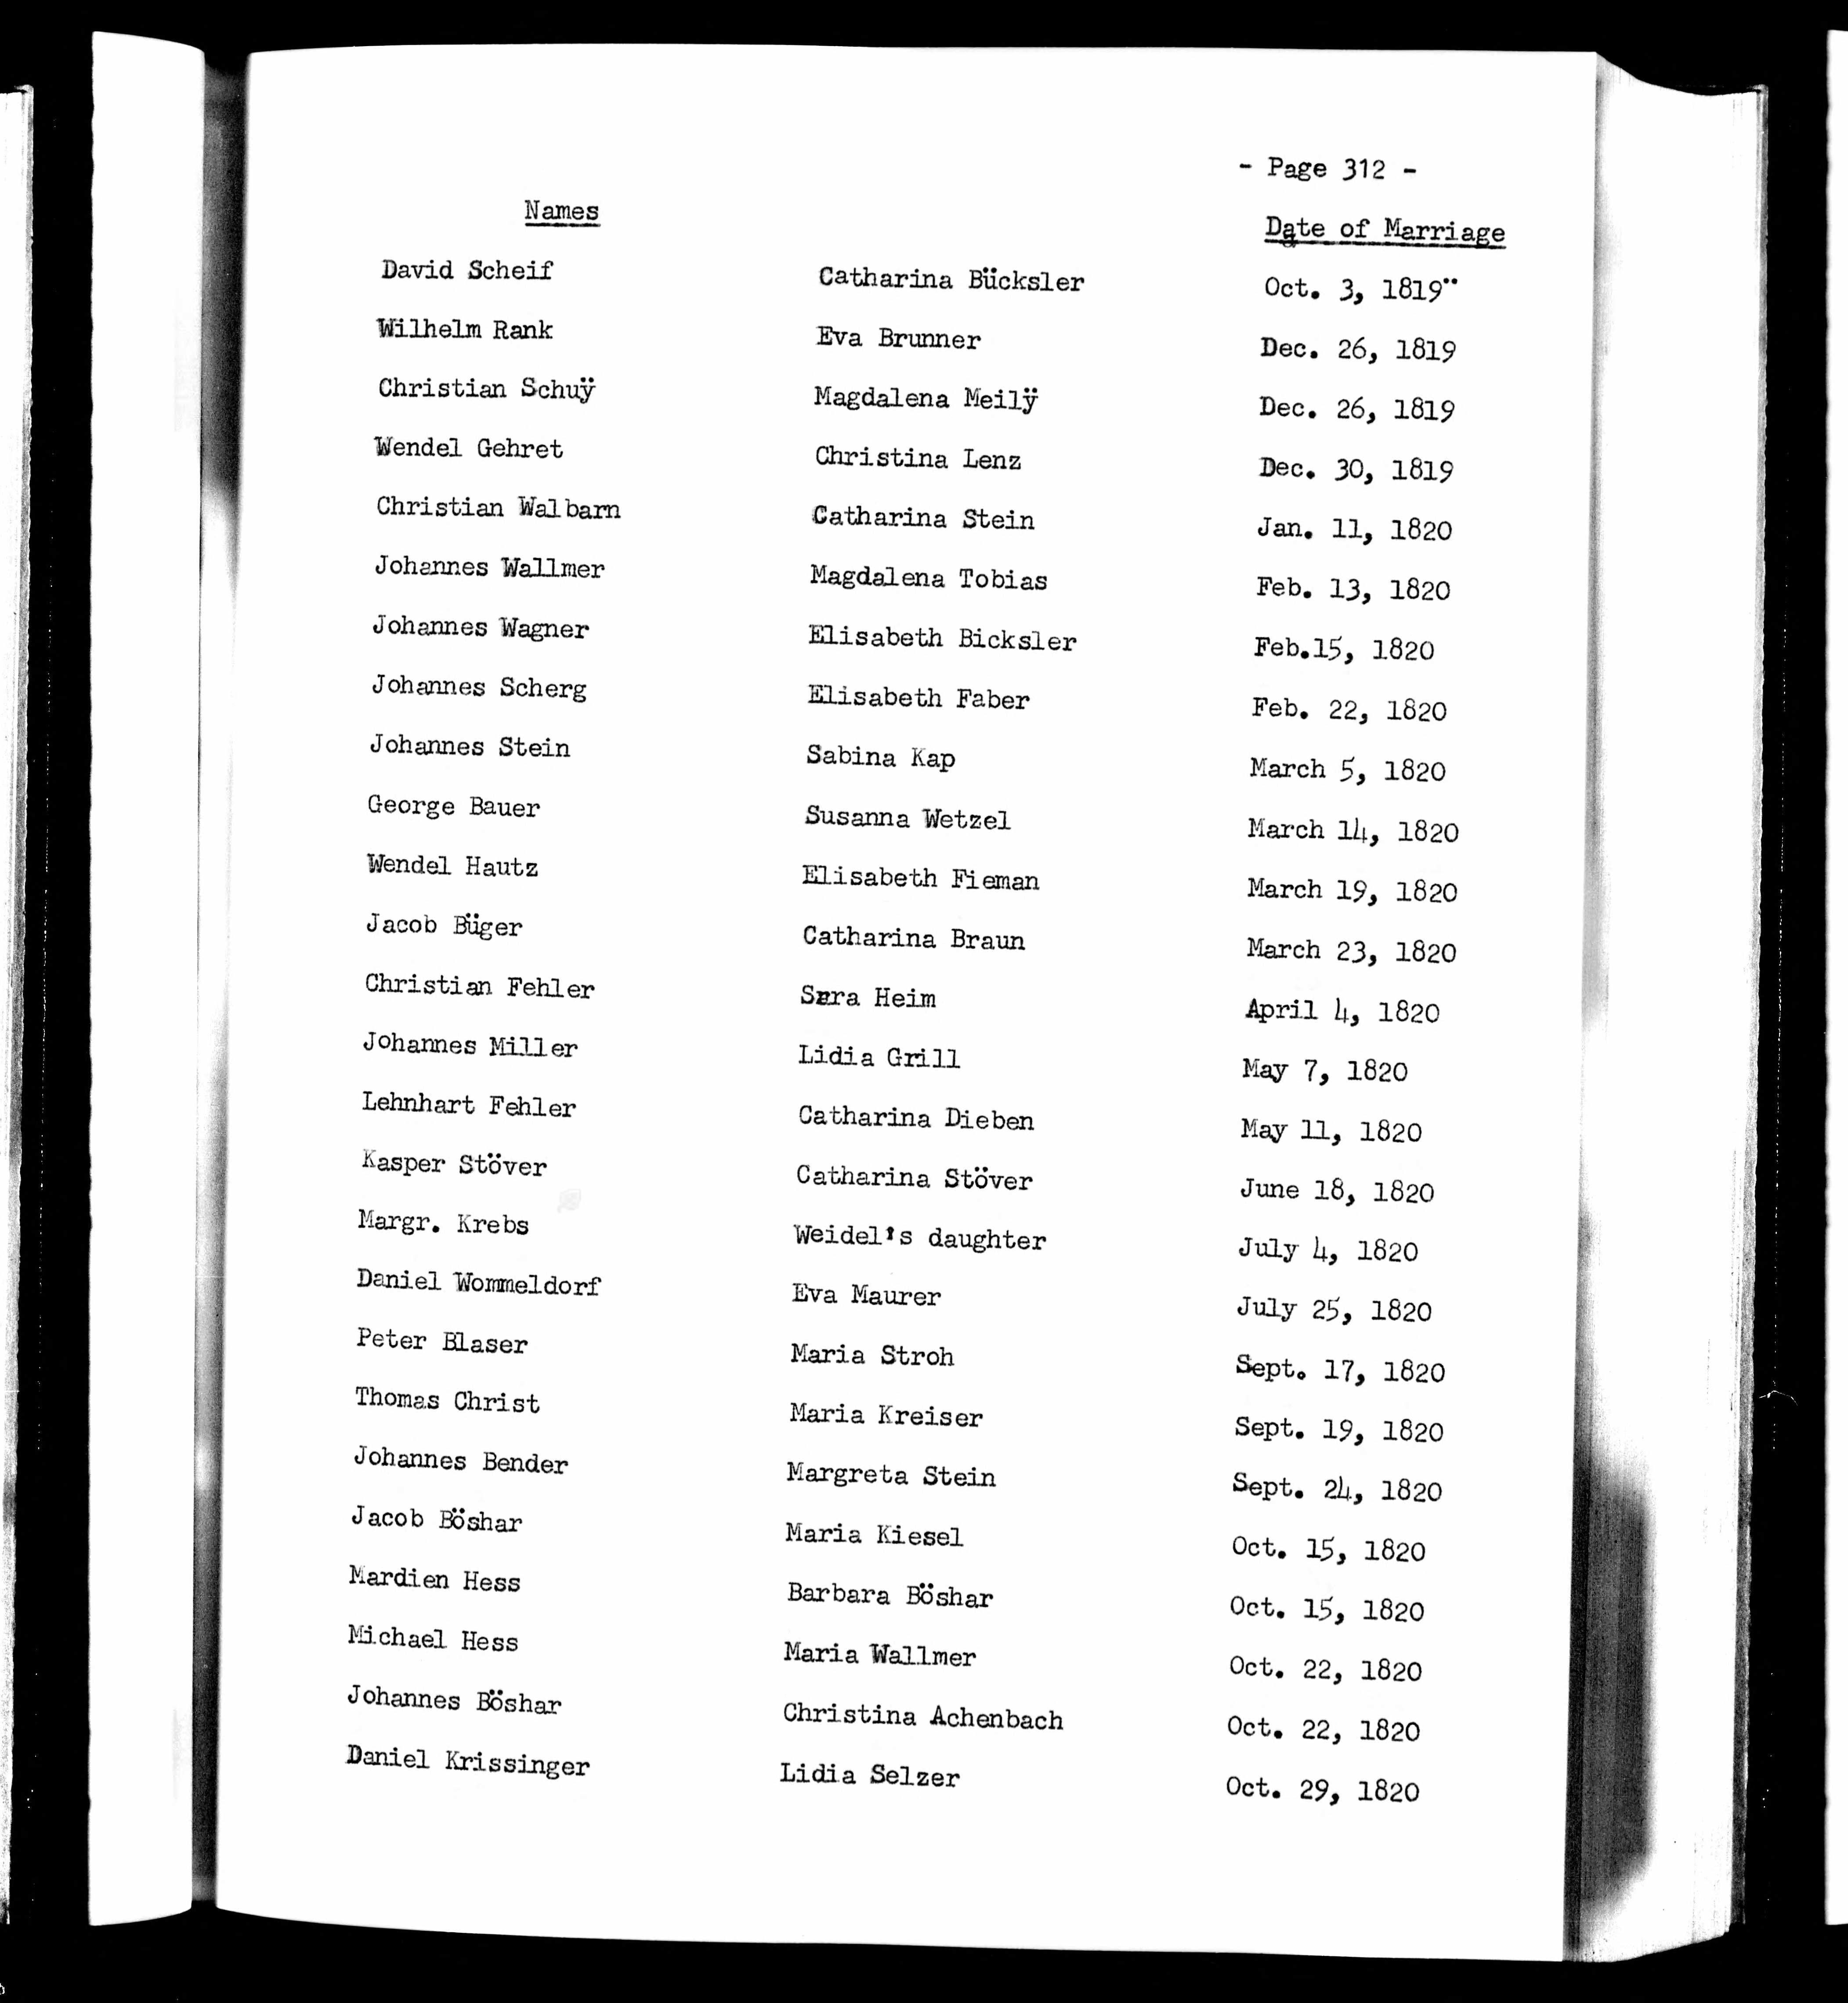 - Page 312 -
Names Date of Marriage
David Scheif Catharina Bücksler Oct. 3, 1819¨
Wilhelm Rank Eva Brunner Dec. 26, 1819
Christian Schuÿ Magdalena Meilÿ Dec. 26, 1819
Wendel Gehret Christina Lenz Dec. 30, 1819
Christian Walbarn Catharina Stein Jan. 11, 1820
Johannes Wallmer Magdalena Tobias Feb. 13, 1820
Johannes Wagner Elisabeth Bicksler Feb.15, 1820
Johannes Scherg Elisabeth Faber Feb. 22, 1820
Johannes Stein Sabina Kap March 5, 1820
George Bauer Susanna Wetzel March 14, 1820
Wendel Hautz Elisabeth Fieman March 19, 1820
Jacob Büger Catharina Braun March 23, 1820
Christian Fehler Sara Heim April 4, 1820
Johannes Miller Lidia Grill May 7, 1820
Lehnhart Fehler Catharina Dieben May 11, 1820
Kasper Stöver Catharina Stöver June 18, 1820
Margr. Krebs Weidel's daughter July 4, 1820
Daniel Wommeldorf Eva Maurer July 25, 1820
Peter Blaser Maria Stroh Sept. 17, 1820
Thomas Christ Maria Kreiser Sept. 19, 1820
Johannes Bender Margreta Stein Sept. 24, 1820
Jacob Böshar Maria Kiesel Oct. 15, 1820
Mardien Hess Barbara Böshar Oct. 15, 1820
Michael Hess Maria Wallmer Oct. 22, 1820
Johannes Böshar Christina Achenbach Oct. 22, 1820
Daniel Krissinger Lidia Selzer Oct. 29, 1820